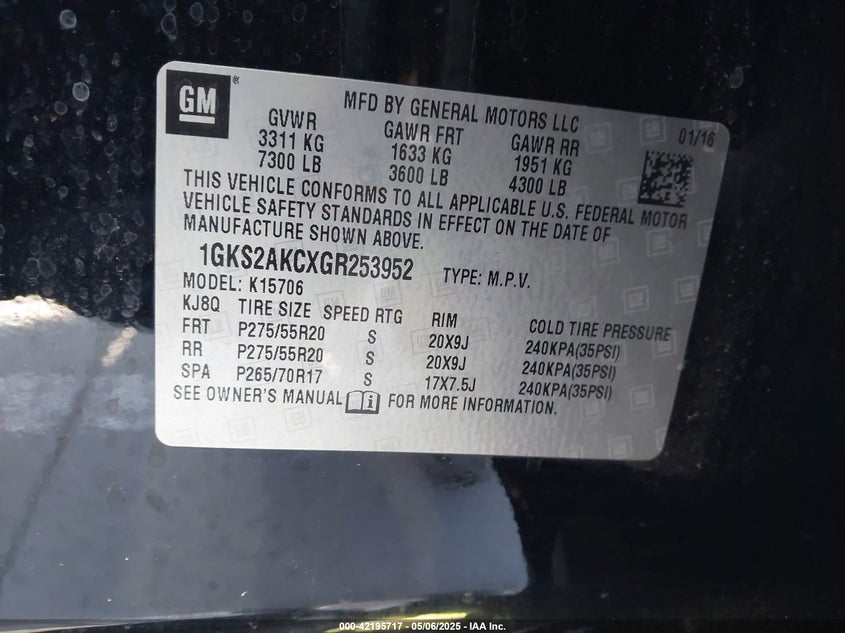 GM ®
MFD BY GENERAL MOTORS LLC
01/16
GVWR GAWR FRT GAWR RR
3311 KG 1633 KG 1951 KG
7300 LB 3600 LB 4300 LB
THIS VEHICLE CONFORMS TO ALL APPLICABLE U.S. FEDERAL MOTOR
VEHICLE SAFETY STANDARDS IN EFFECT ON THE DATE OF
MANUFACTURE SHOWN ABOVE.
1GKS2AKCXGR253952 TYPE: M.P.V.
MODEL: K15706
KJ8Q TIRE SIZE SPEED RTG RIM COLD TIRE PRESSURE
FRT P275/55R20 S 20X9J 240KPA(35PSI)
RR P275/55R20 S 20X9J 240KPA(35PSI)
SPA P265/70R17 S 17X7.5J 240KPA(35PSI)
SEE OWNER'S MANUAL i FOR MORE INFORMATION.
000-42195717 - 05/06/2025 - IAA Inc.